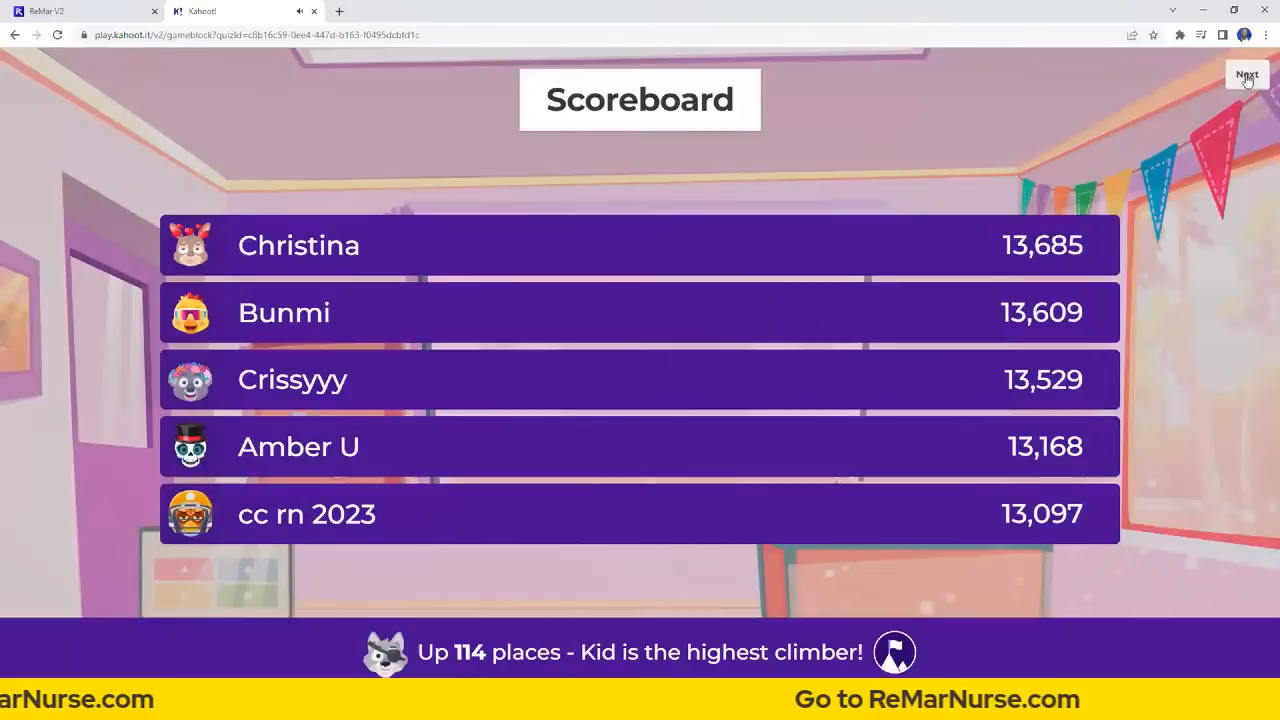 ReMar V2
Kahoot!
play.kahoot.it/v2/gameblock?quizId=c8b16c59-0ee4-447d-b163-f0495dcbfd1c
Next
Scoreboard
Christina 13,685
Bunmi 13,609
Crissyyy 13,529
Amber U 13,168
cc rn 2023 13,097
Up 114 places - Kid is the highest climber!
arNurse.com Go to ReMarNurse.com